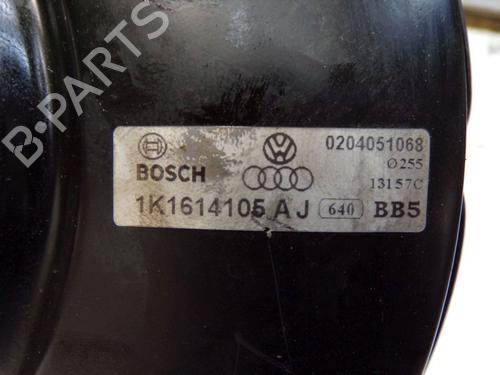 B-PARTS
BOSCH
0204051068
Ø255
13157C
1K1614105 AJ 640 BB5